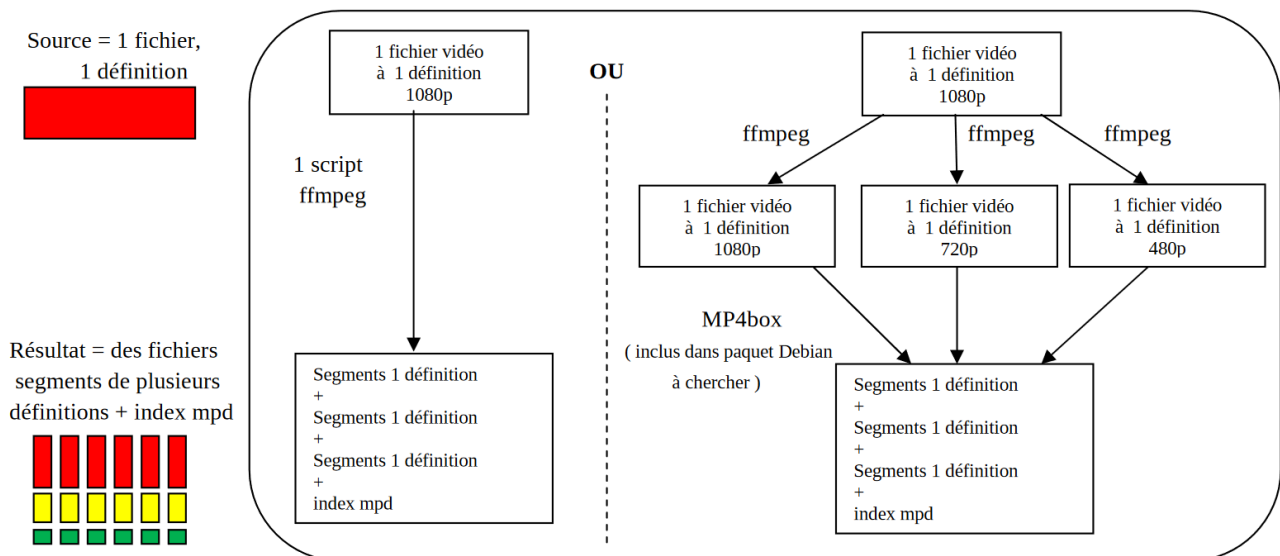 Source = 1 fichier,
1 définition
Résultat = des fichiers
segments de plusieurs
définitions + index mpd
1 fichier vidéo
à 1 définition
1080p
1 script
ffmpeg
Segments 1 définition
+
Segments 1 définition
+
Segments 1 définition
+
index mpd
OU
1 fichier vidéo
à 1 définition
1080p
ffmpeg
ffmpeg
ffmpeg
1 fichier vidéo
à 1 définition
1080p
1 fichier vidéo
à 1 définition
720p
1 fichier vidéo
à 1 définition
480p
MP4box
( inclus dans paquet Debian
à chercher )
Segments 1 définition
+
Segments 1 définition
+
Segments 1 définition
+
index mpd